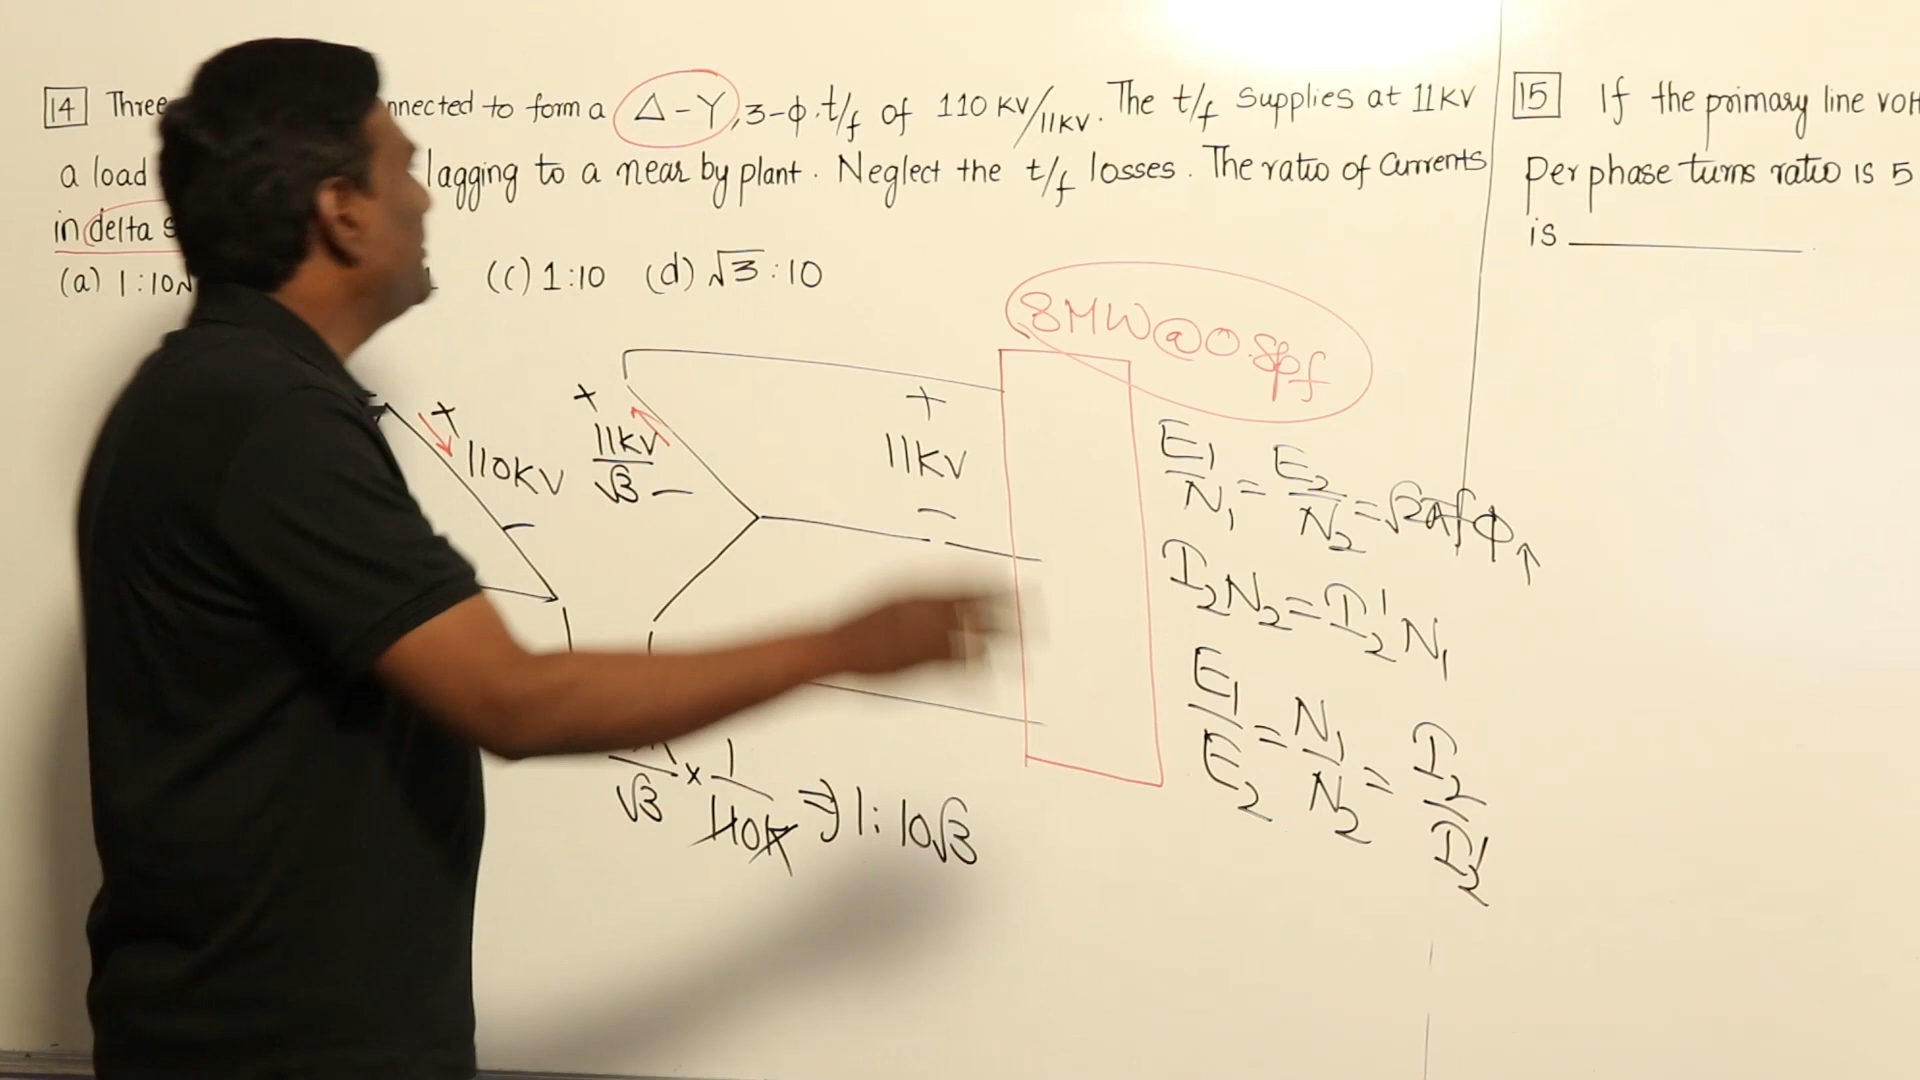 14 Three nnected to form a Δ-Y, 3-ϕ t/f of 110 KV/11KV. The t/f supplies at 11KV
a load lagging to a near by plant. Neglect the t/f losses. The ratio of currents
in delta s
(a) 1:10√ 1 (c) 1:10 (d) √3:10
15 If the primary line volt
Per phase turns ratio is 5
is
8MW@0.8pf
+ 110KV -
+ 11KV/√3 -
+ 11KV -
E1/N1 = E2/N2 = √2πfϕ↑
I2N2 = I2'N1
E1/E2 = N1/N2 = I2/I2'
/√3 × 1/110K ⇒ 1:10√3